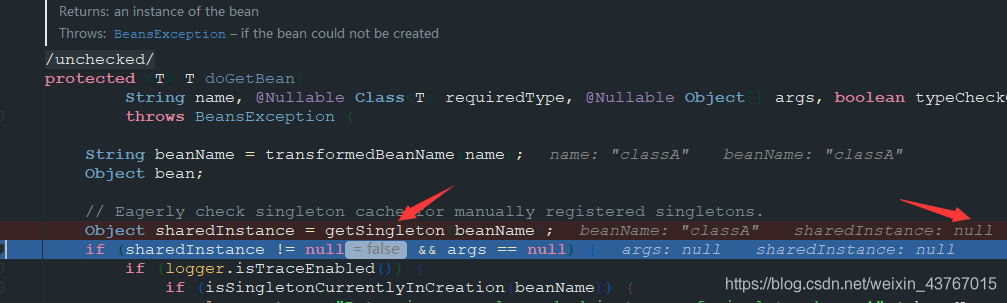 Returns: an instance of the bean
Throws: BeansException – if the bean could not be created
/unchecked/
protected <T> T doGetBean(
String name, @Nullable Class<T> requiredType, @Nullable Object[] args, boolean typeCheckO
throws BeansException {
String beanName = transformedBeanName(name); name: "classA" beanName: "classA"
Object bean;
// Eagerly check singleton cache for manually registered singletons.
Object sharedInstance = getSingleton(beanName); beanName: "classA" sharedInstance: null
if (sharedInstance != null = false && args == null) { args: null sharedInstance: null
if (logger.isTraceEnabled()) {
if (isSingletonCurrentlyInCreation(beanName)) {
https://blog.csdn.net/weixin_43767015